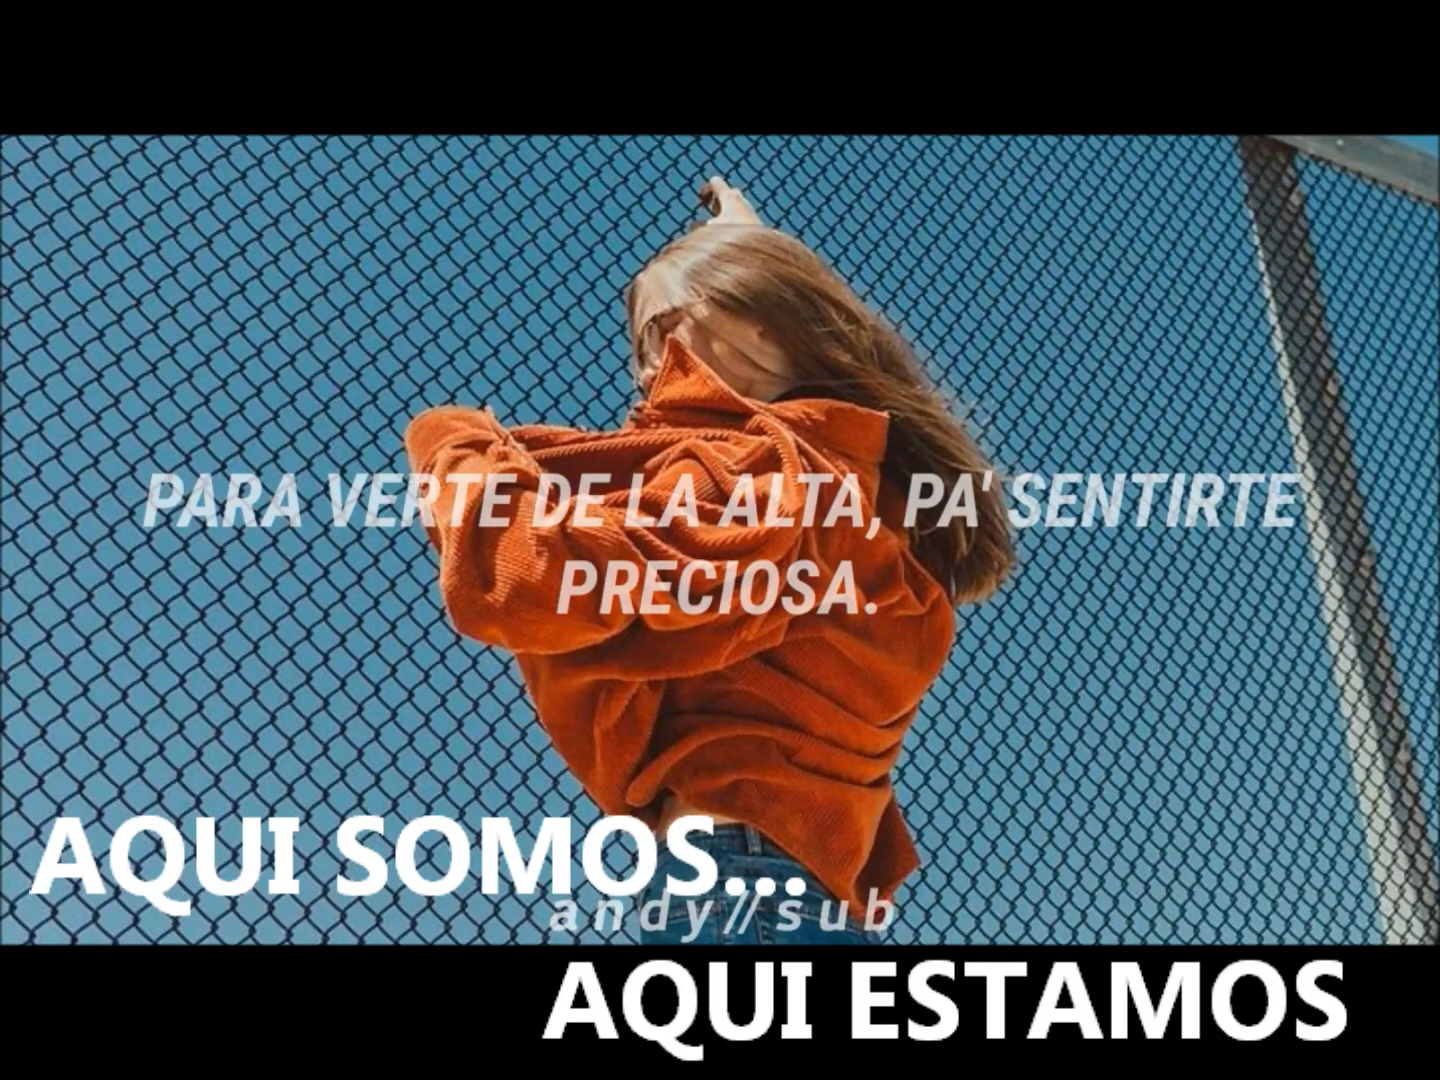 PARA VERTE DE LA ALTA, PA' SENTIRTE
PRECIOSA.
AQUI SOMOS...
andy//sub
AQUI ESTAMOS